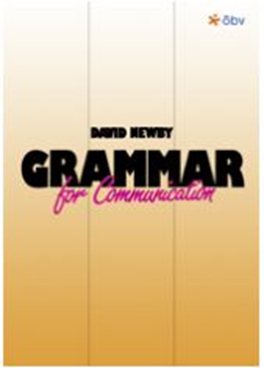 öbv
DAVID NEWBY
GRAMMAR
for Communication